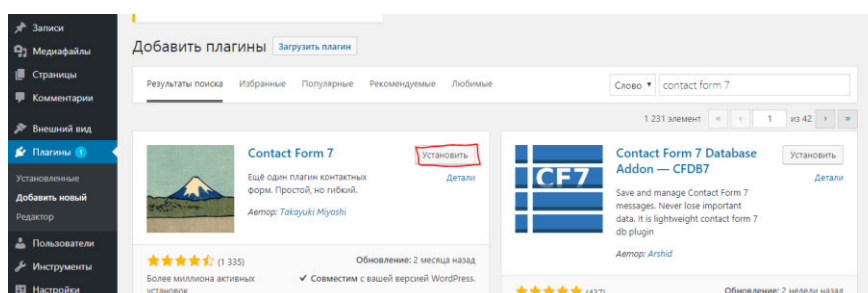 Записи
Медиафайлы
Страницы
Комментарии
Внешний вид
Плагины 1
Установленные
Добавить новый
Редактор
Пользователи
Инструменты
Настройки
Добавить плагины
Загрузить плагин
Результаты поиска Избранные Популярные Рекомендуемые Любимые
Слово contact form 7
1 231 элемент « ‹ 1 из 42 › »
Contact Form 7
Установить
Ещё один плагин контактных
форм. Простой, но гибкий.
Детали
Автор: Takayuki Miyoshi
(1 335)
Обновление: 2 месяца назад
Более миллиона активных
установок
✓ Совместим с вашей версией WordPress.
CF7
Contact Form 7 Database
Addon — CFDB7
Установить
Детали
Save and manage Contact Form 7
messages. Never lose important
data. It is lightweight contact form 7
db plugin
Автор: Arshid
(437)
Обновление: 2 недели назад